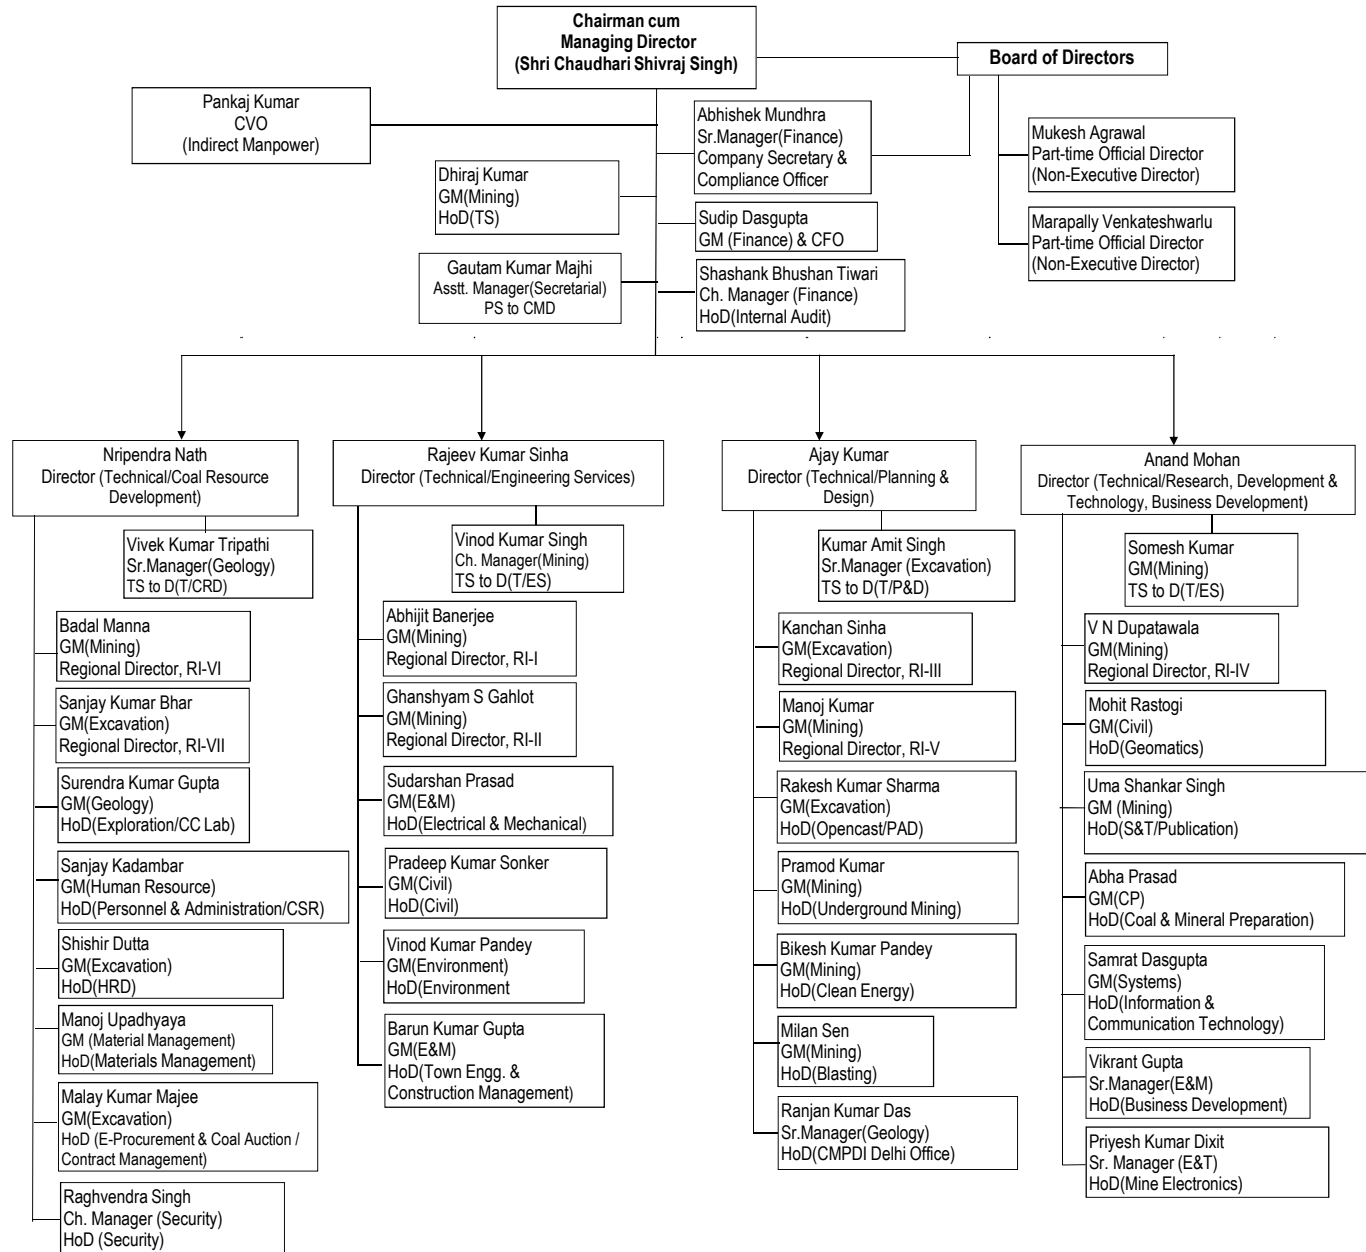 Chairman cum
Managing Director
(Shri Chaudhari Shivraj Singh)
Board of Directors
Pankaj Kumar
CVO
(Indirect Manpower)
Abhishek Mundhra
Sr.Manager(Finance)
Company Secretary &
Compliance Officer
Mukesh Agrawal
Part-time Official Director
(Non-Executive Director)
Dhiraj Kumar
GM(Mining)
HoD(TS)
Sudip Dasgupta
GM (Finance) & CFO
Marapally Venkateshwarlu
Part-time Official Director
(Non-Executive Director)
Gautam Kumar Majhi
Asstt. Manager(Secretarial)
PS to CMD
Shashank Bhushan Tiwari
Ch. Manager (Finance)
HoD(Internal Audit)
Nripendra Nath
Director (Technical/Coal Resource
Development)
Vivek Kumar Tripathi
Sr.Manager(Geology)
TS to D(T/CRD)
Badal Manna
GM(Mining)
Regional Director, RI-VI
Sanjay Kumar Bhar
GM(Excavation)
Regional Director, RI-VII
Surendra Kumar Gupta
GM(Geology)
HoD(Exploration/CC Lab)
Sanjay Kadambar
GM(Human Resource)
HoD(Personnel & Administration/CSR)
Shishir Dutta
GM(Excavation)
HoD(HRD)
Manoj Upadhyaya
GM (Material Management)
HoD(Materials Management)
Malay Kumar Majee
GM(Excavation)
HoD (E-Procurement & Coal Auction /
Contract Management)
Raghvendra Singh
Ch. Manager (Security)
HoD (Security)
Rajeev Kumar Sinha
Director (Technical/Engineering Services)
Vinod Kumar Singh
Ch. Manager(Mining)
TS to D(T/ES)
Abhijit Banerjee
GM(Mining)
Regional Director, RI-I
Ghanshyam S Gahlot
GM(Mining)
Regional Director, RI-II
Sudarshan Prasad
GM(E&M)
HoD(Electrical & Mechanical)
Pradeep Kumar Sonker
GM(Civil)
HoD(Civil)
Vinod Kumar Pandey
GM(Environment)
HoD(Environment
Barun Kumar Gupta
GM(E&M)
HoD(Town Engg. &
Construction Management)
Ajay Kumar
Director (Technical/Planning &
Design)
Kumar Amit Singh
Sr.Manager (Excavation)
TS to D(T/P&D)
Kanchan Sinha
GM(Excavation)
Regional Director, RI-III
Manoj Kumar
GM(Mining)
Regional Director, RI-V
Rakesh Kumar Sharma
GM(Excavation)
HoD(Opencast/PAD)
Pramod Kumar
GM(Mining)
HoD(Underground Mining)
Bikesh Kumar Pandey
GM(Mining)
HoD(Clean Energy)
Milan Sen
GM(Mining)
HoD(Blasting)
Ranjan Kumar Das
Sr.Manager(Geology)
HoD(CMPDI Delhi Office)
Anand Mohan
Director (Technical/Research, Development &
Technology, Business Development)
Somesh Kumar
GM(Mining)
TS to D(T/ES)
V N Dupatawala
GM(Mining)
Regional Director, RI-IV
Mohit Rastogi
GM(Civil)
HoD(Geomatics)
Uma Shankar Singh
GM (Mining)
HoD(S&T/Publication)
Abha Prasad
GM(CP)
HoD(Coal & Mineral Preparation)
Samrat Dasgupta
GM(Systems)
HoD(Information &
Communication Technology)
Vikrant Gupta
Sr.Manager(E&M)
HoD(Business Development)
Priyesh Kumar Dixit
Sr. Manager (E&T)
HoD(Mine Electronics)